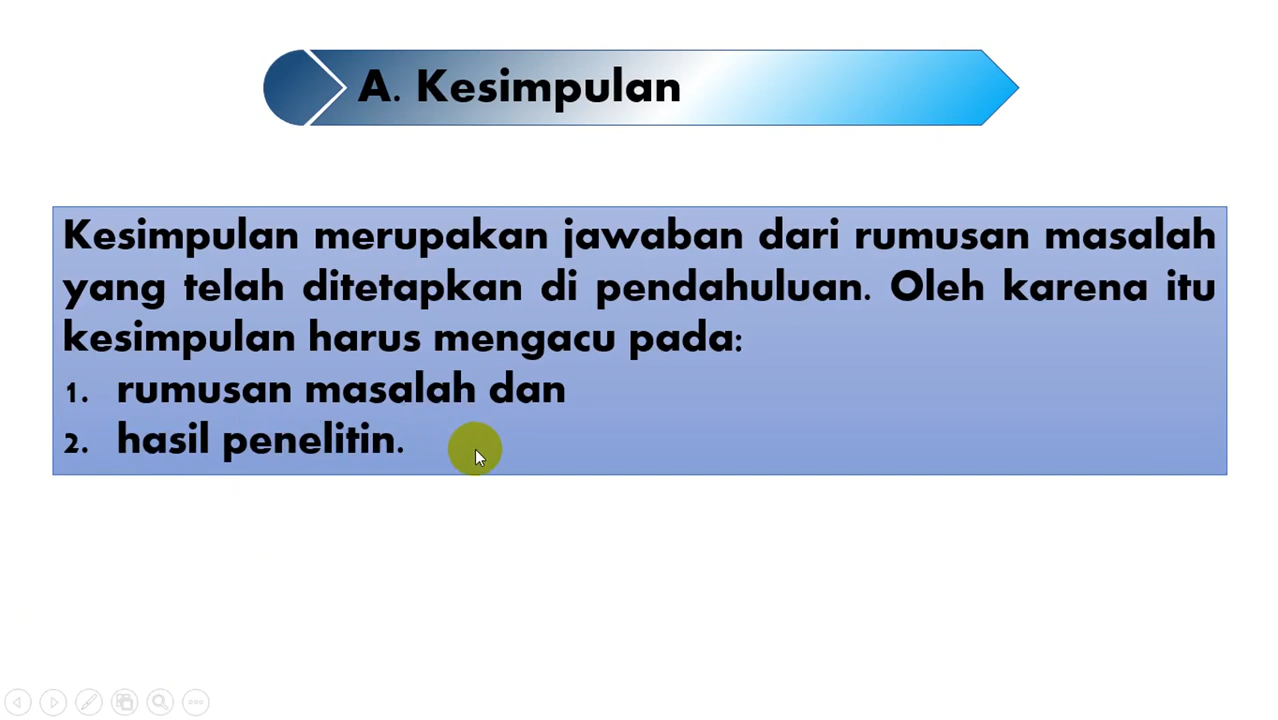 A. Kesimpulan
Kesimpulan merupakan jawaban dari rumusan masalah
yang telah ditetapkan di pendahuluan. Oleh karena itu
kesimpulan harus mengacu pada:
1. rumusan masalah dan
2. hasil penelitin.